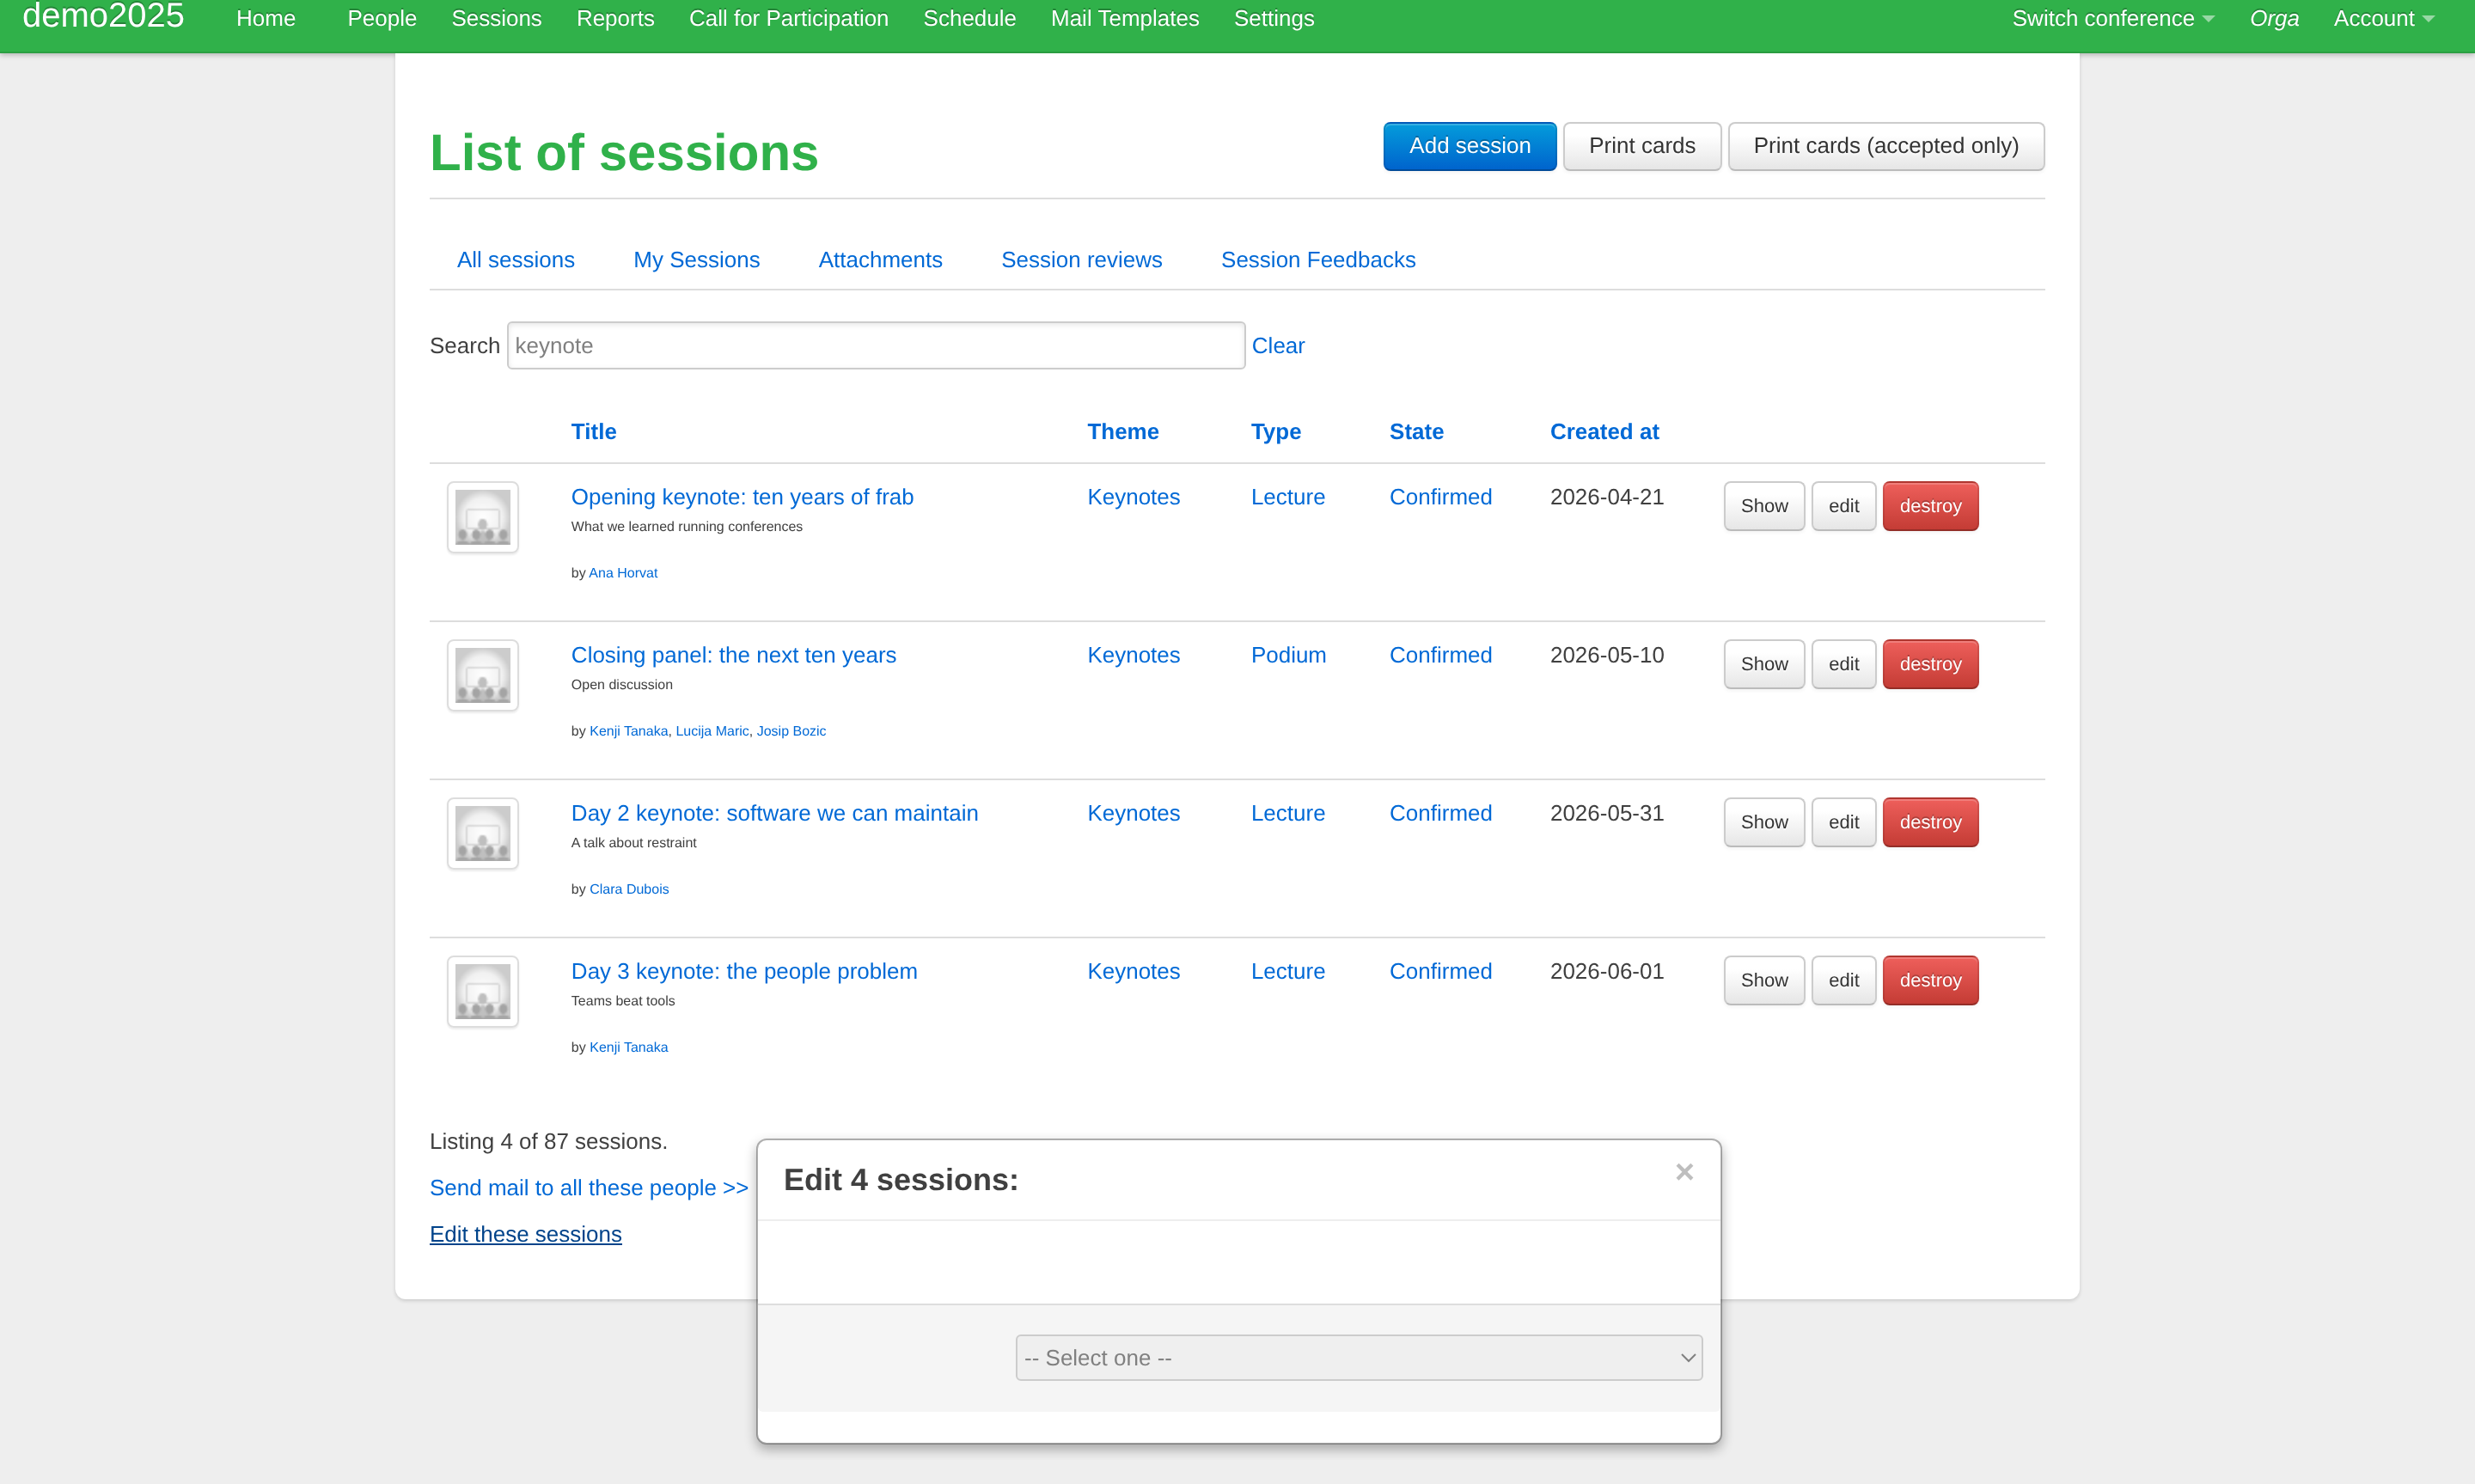 demo2025 Home People Sessions Reports Call for Participation Schedule Mail Templates Settings Switch conference Orga Account
List of sessions Add session Print cards Print cards (accepted only)
All sessions My Sessions Attachments Session reviews Session Feedbacks
Search keynote Clear
Title Theme Type State Created at
Opening keynote: ten years of frab Keynotes Lecture Confirmed 2026-04-21 Show edit destroy
What we learned running conferences
by Ana Horvat
Closing panel: the next ten years Keynotes Podium Confirmed 2026-05-10 Show edit destroy
Open discussion
by Kenji Tanaka, Lucija Maric, Josip Bozic
Day 2 keynote: software we can maintain Keynotes Lecture Confirmed 2026-05-31 Show edit destroy
A talk about restraint
by Clara Dubois
Day 3 keynote: the people problem Keynotes Lecture Confirmed 2026-06-01 Show edit destroy
Teams beat tools
by Kenji Tanaka
Listing 4 of 87 sessions.
Send mail to all these people >>
Edit these sessions
Edit 4 sessions: ×
-- Select one --